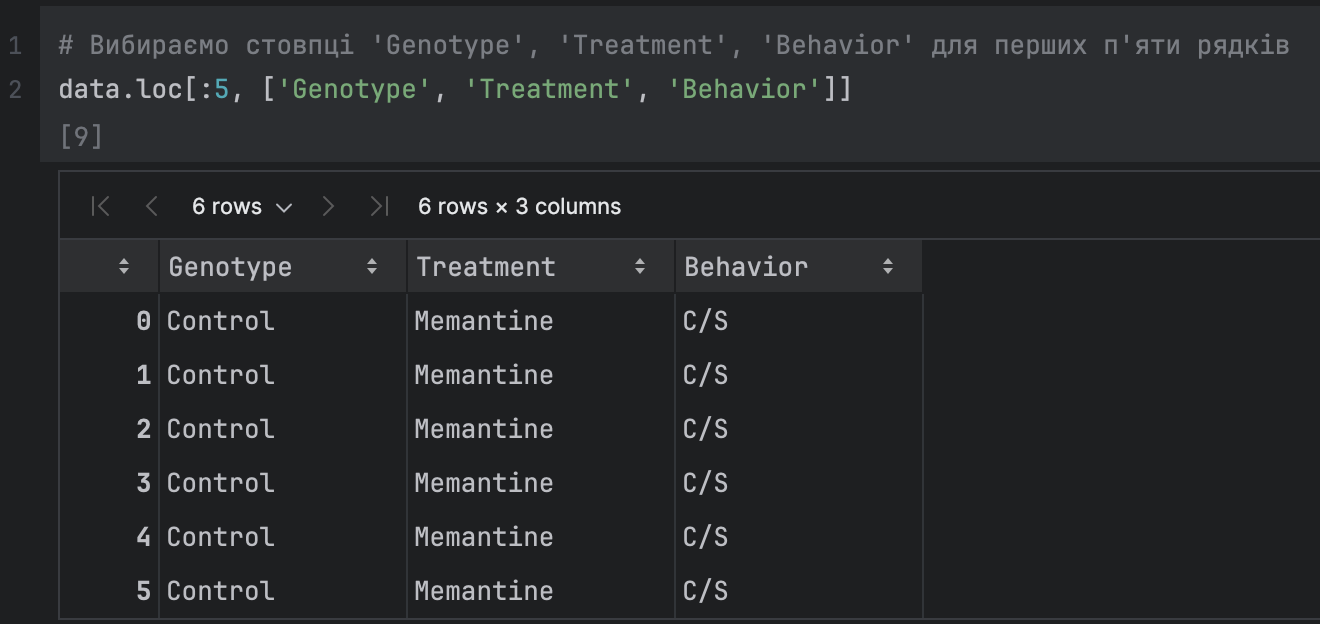 1 # Вибираємо стовпці 'Genotype', 'Treatment', 'Behavior' для перших п'яти рядків
2 data.loc[:5, ['Genotype', 'Treatment', 'Behavior']]
[9]
6 rows 6 rows × 3 columns
Genotype Treatment Behavior
0 Control Memantine C/S
1 Control Memantine C/S
2 Control Memantine C/S
3 Control Memantine C/S
4 Control Memantine C/S
5 Control Memantine C/S